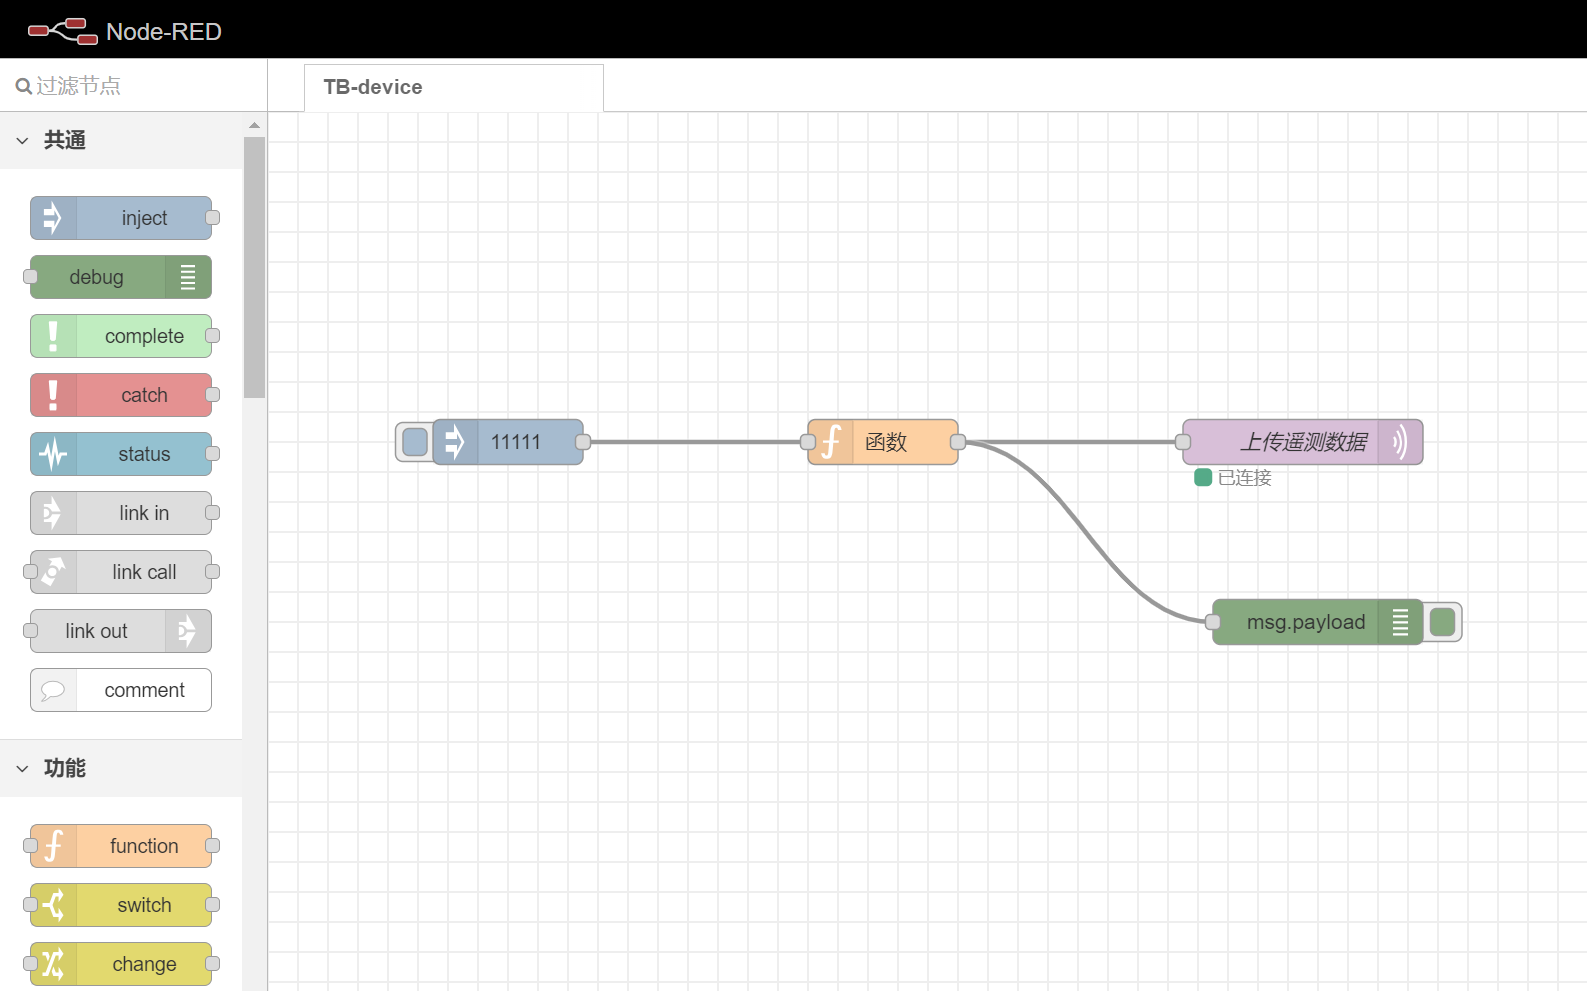 Node-RED
过滤节点
TB-device
共通
inject
debug
complete
catch
status
link in
link call
link out
comment
功能
function
switch
change
11111
函数
上传遥测数据
已连接
msg.payload